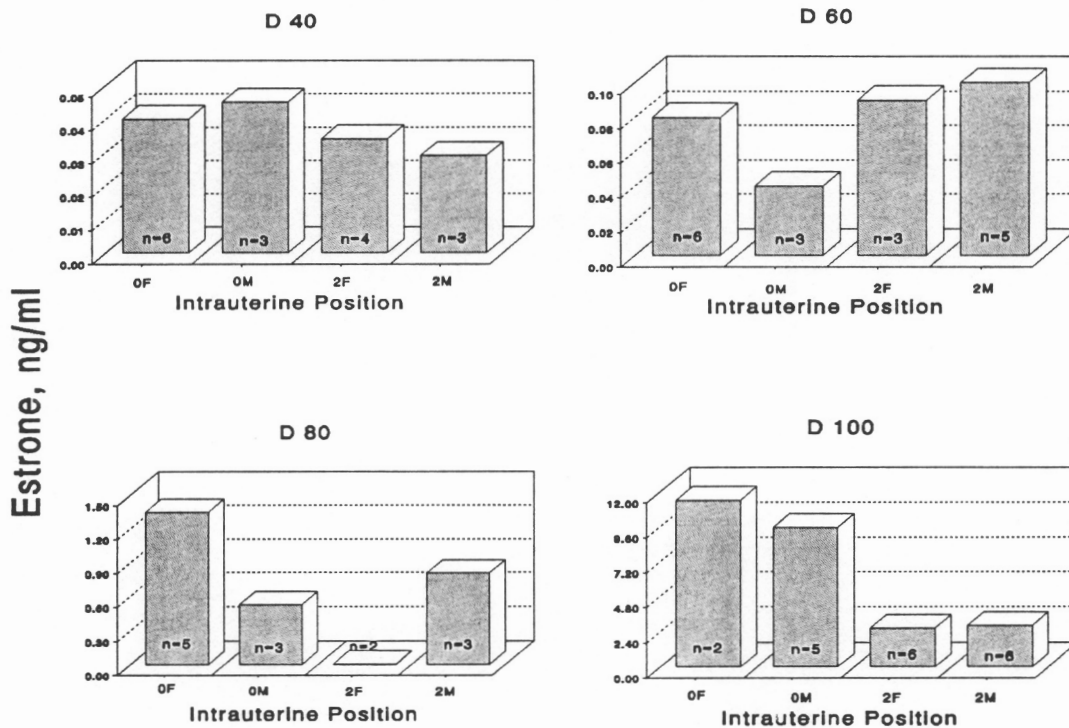 D 40
0.05
0.04
0.03
0.02
0.01
0.00
n=6 n=3 n=4 n=3
0F 0M 2F 2M
Intrauterine Position
D 60
0.10
0.08
0.06
0.04
0.02
0.00
n=6 n=3 n=3 n=5
0F 0M 2F 2M
Intrauterine Position
Estrone, ng/ml
D 80
1.50
1.20
0.90
0.60
0.30
0.00
n=5 n=3 n=2 n=3
0F 0M 2F 2M
Intrauterine Position
D 100
12.00
9.60
7.20
4.80
2.40
0.00
n=2 n=5 n=6 n=6
0F 0M 2F 2M
Intrauterine Position